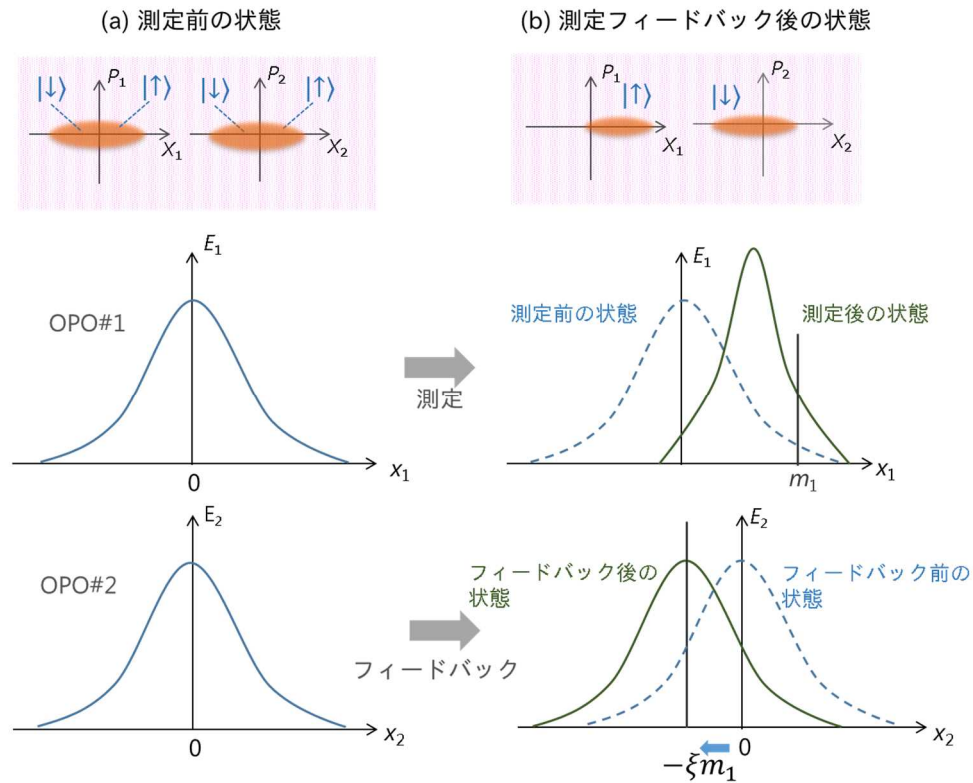 (a) 測定前の状態
(b) 測定フィードバック後の状態
P₁
|↓⟩
|↑⟩
X₁
P₂
|↓⟩
|↑⟩
X₂
P₁
|↑⟩
X₁
P₂
|↓⟩
X₂
E₁
OPO#1
0
x₁
測定
E₁
測定前の状態
測定後の状態
m₁
x₁
E₂
OPO#2
0
x₂
フィードバック
E₂
フィードバック後の
状態
フィードバック前の
状態
0
x₂
−ξm₁